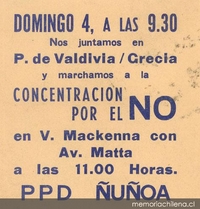 DOMINGO 4, A LAS 9.30
Nos juntamos en
P. de Valdivia / Grecia
y marchamos a la
CONCENTRACIÓN
POR EL NO
en V. Mackenna con
Av. Matta
a las 11.00 Horas.
PPD ÑUÑOA
memoriachilena.cl